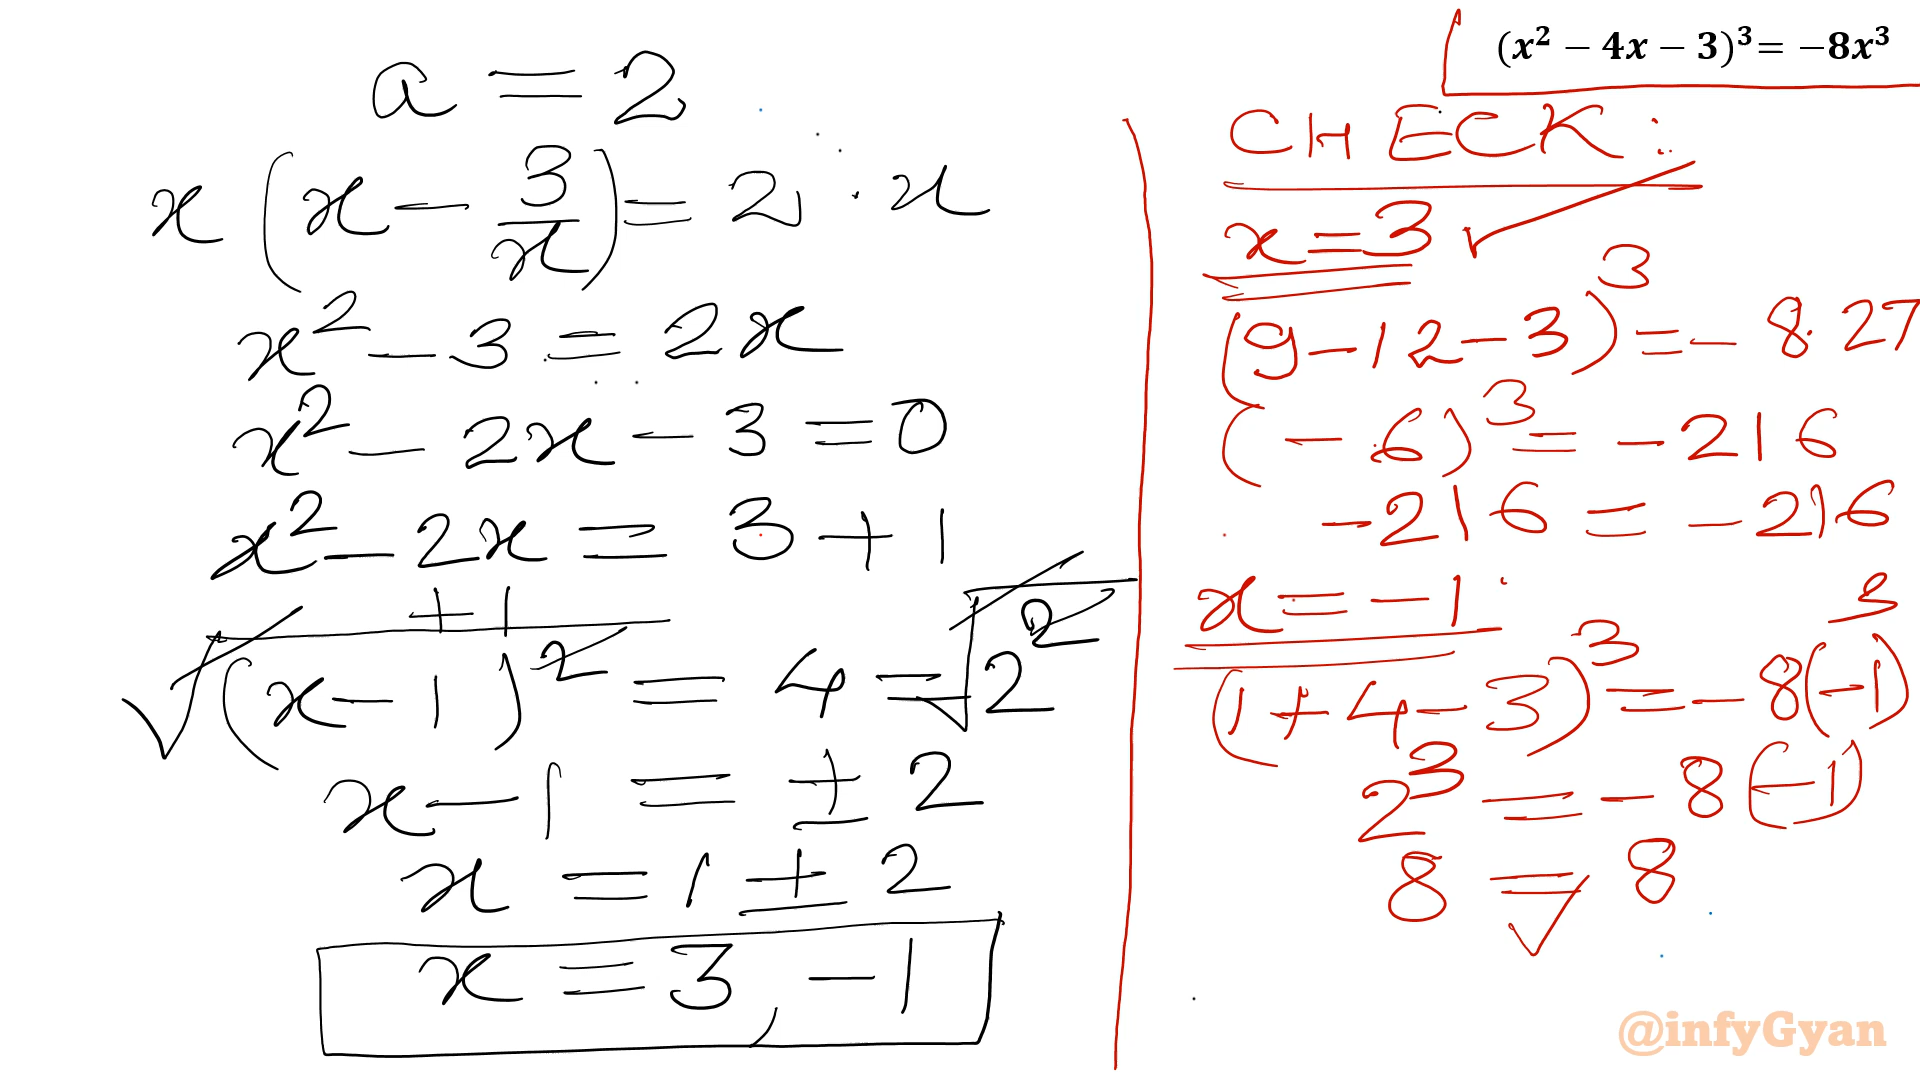 (x² − 4x − 3)³ = −8x³
a = 2
x(x − 3/x) = 2 · x
x² − 3 = 2x
x² − 2x − 3 = 0
x² − 2x = 3 + 1
+1
√(x − 1)² = 4 = √2²
x − 1 = ± 2
x = 1 ± 2
x = 3, −1
CHECK:
x = 3 ✓
(9 − 12 − 3)³ = − 8·27
(− 6)³ = − 216
− 216 = − 216
x = − 1
(1 + 4 − 3)³ = − 8(−1)³
2³ = − 8(−1)
8 = 8
✓
@infyGyan